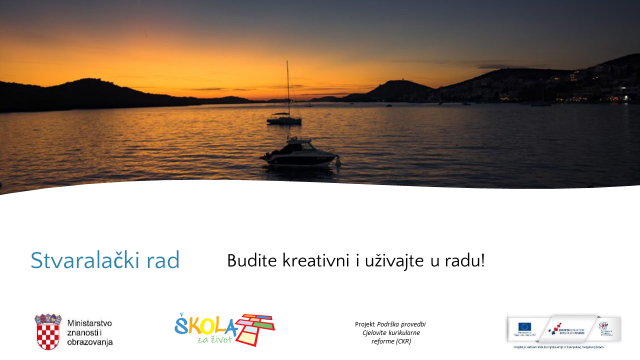 Stvaralački rad
Budite kreativni i uživajte u radu!
Ministarstvo
znanosti i
obrazovanja
ŠKOLA
za život
Projekt Podrška provedbi
Cjelovite kurikularne
reforme (CKR)